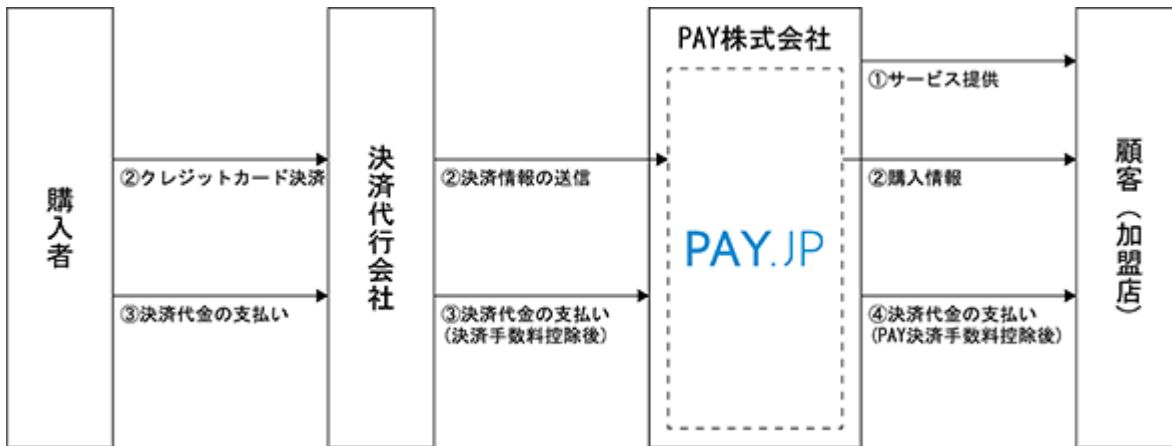 PAY株式会社
①サービス提供
購入者
②クレジットカード決済
決済代行会社
②決済情報の送信
②購入情報
顧客（加盟店）
PAY.JP
③決済代金の支払い
③決済代金の支払い
(決済手数料控除後)
④決済代金の支払い
(PAY決済手数料控除後)